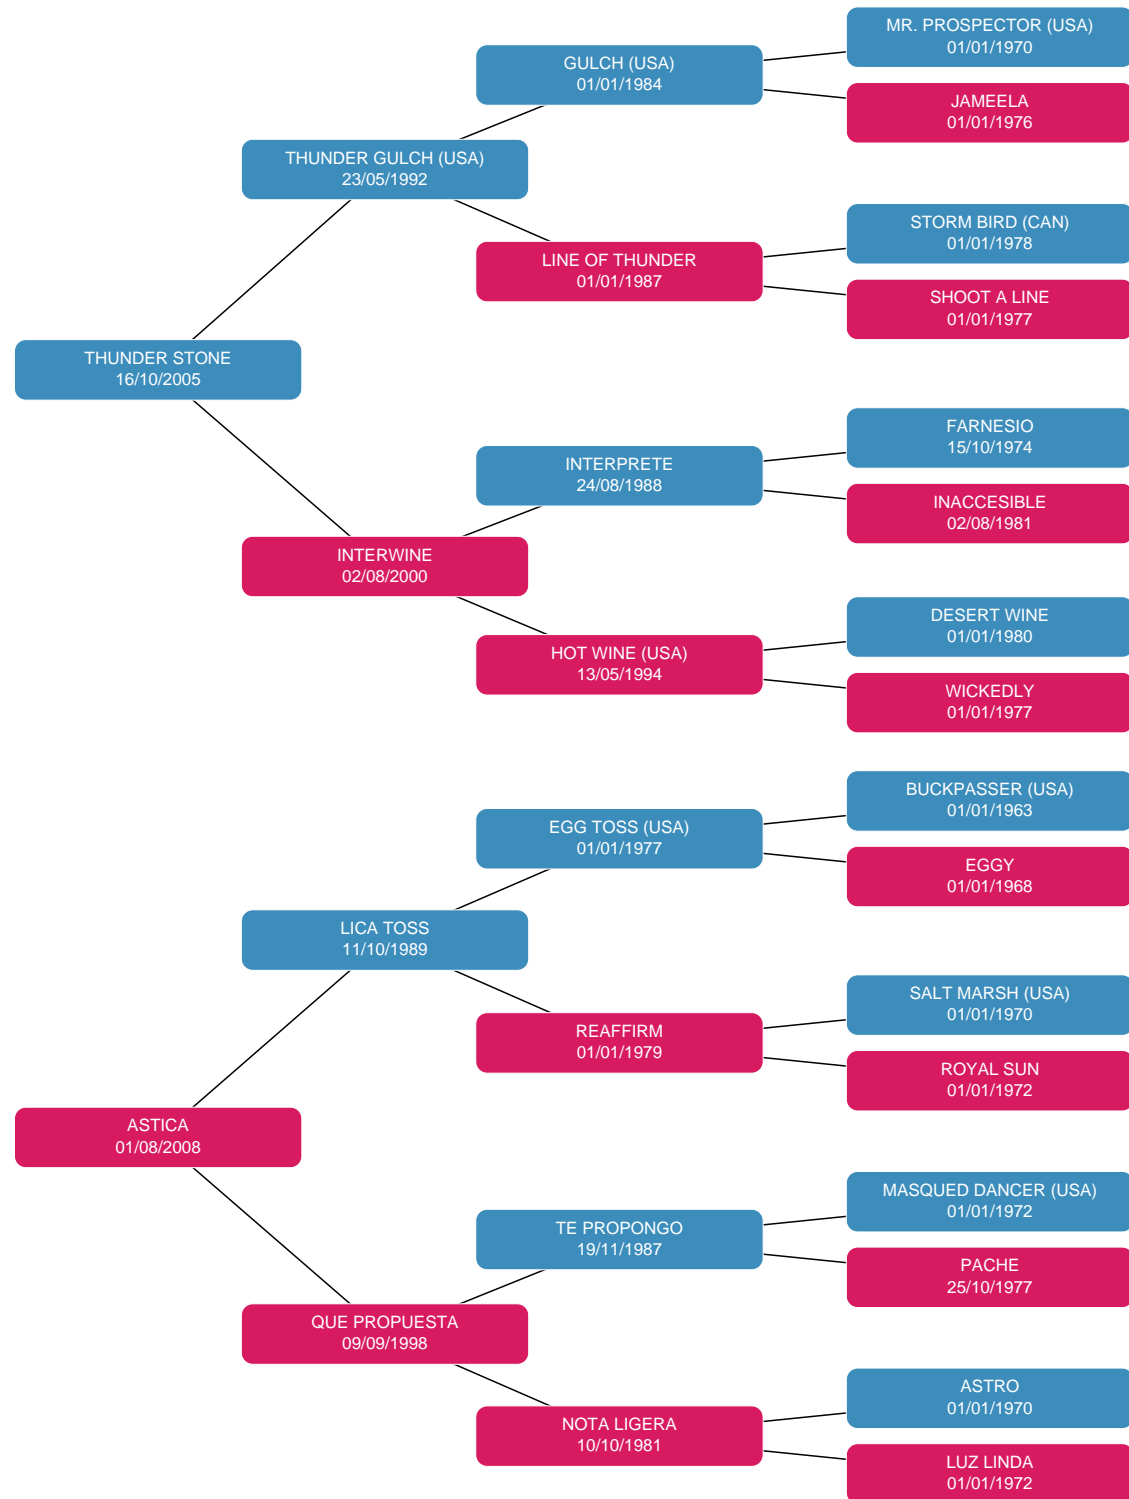 MR. PROSPECTOR (USA)
01/01/1970
GULCH (USA)
01/01/1984
JAMEELA
01/01/1976
THUNDER GULCH (USA)
23/05/1992
STORM BIRD (CAN)
01/01/1978
LINE OF THUNDER
01/01/1987
SHOOT A LINE
01/01/1977
THUNDER STONE
16/10/2005
FARNESIO
15/10/1974
INTERPRETE
24/08/1988
INACCESIBLE
02/08/1981
INTERWINE
02/08/2000
DESERT WINE
01/01/1980
HOT WINE (USA)
13/05/1994
WICKEDLY
01/01/1977
BUCKPASSER (USA)
01/01/1963
EGG TOSS (USA)
01/01/1977
EGGY
01/01/1968
LICA TOSS
11/10/1989
SALT MARSH (USA)
01/01/1970
REAFFIRM
01/01/1979
ROYAL SUN
01/01/1972
ASTICA
01/08/2008
MASQUED DANCER (USA)
01/01/1972
TE PROPONGO
19/11/1987
PACHE
25/10/1977
QUE PROPUESTA
09/09/1998
ASTRO
01/01/1970
NOTA LIGERA
10/10/1981
LUZ LINDA
01/01/1972